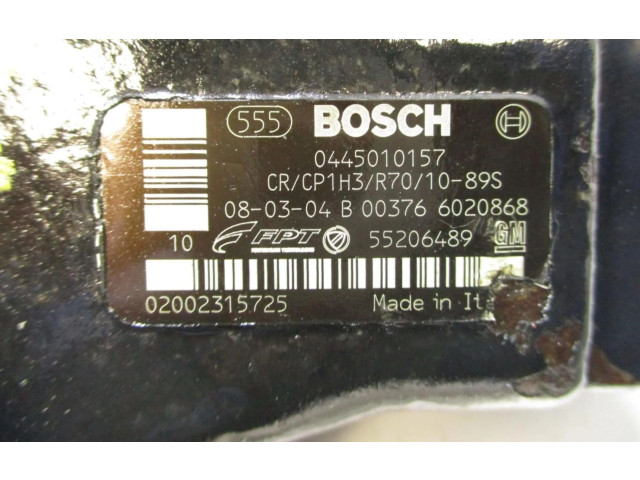 555 BOSCH
0445010157
CR/CP1H3/R70/10-89S
08-03-04 B 00376 6020868
10 FPT 55206489 GM
02002315725 Made in It